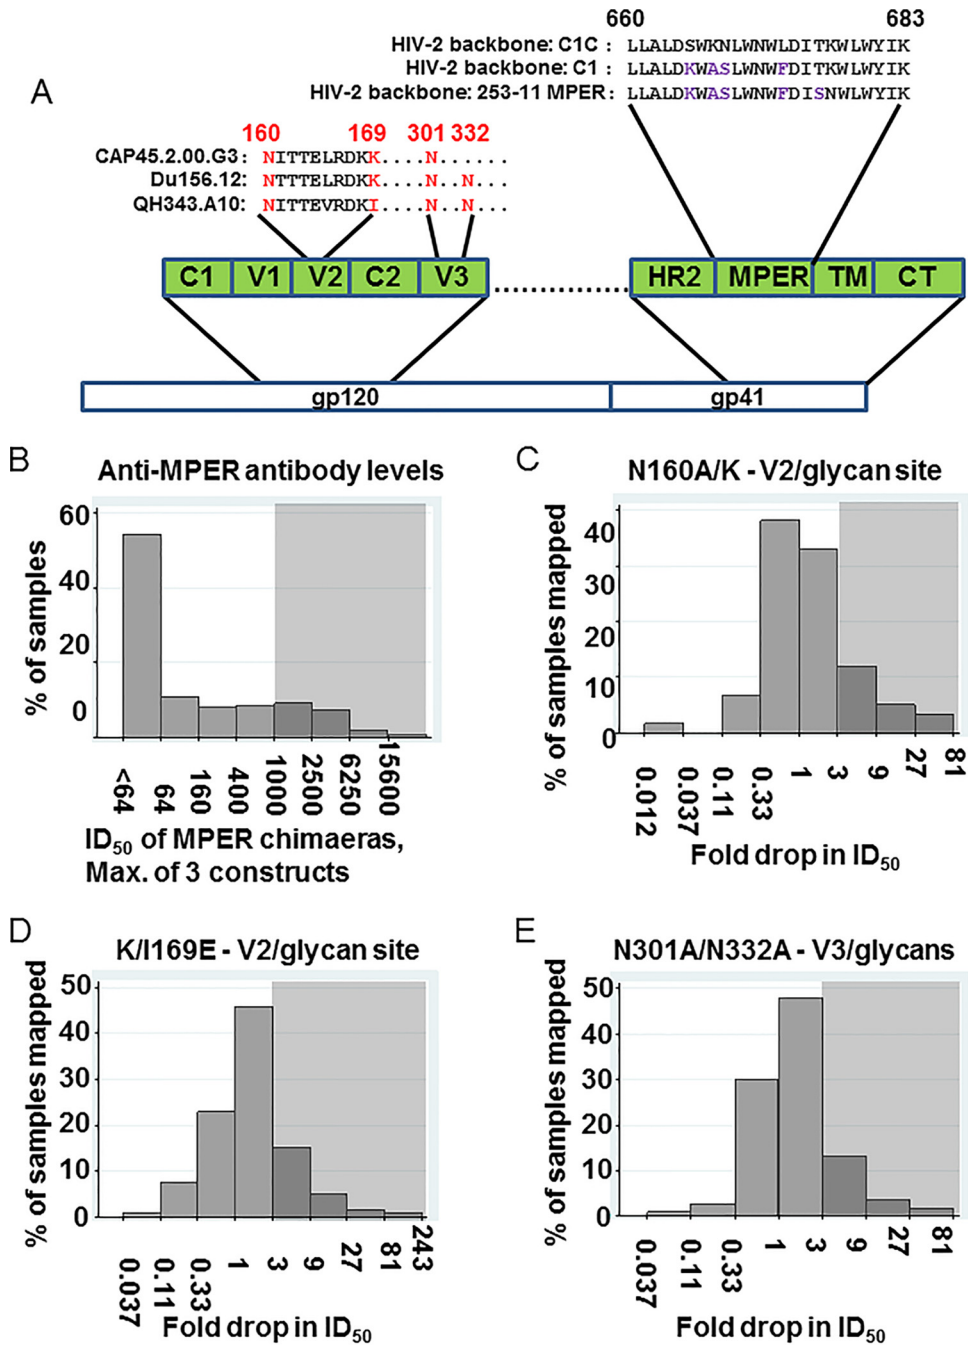 660 683
HIV-2 backbone: C1C : LLALDSWKNLWNWLDITKWLWYIK
HIV-2 backbone: C1 : LLALDKWASLWNWFDITKWLWYIK
HIV-2 backbone: 253-11 MPER: LLALDKWASLWNWFDISNWLWYIK
A
160 169 301 332
CAP45.2.00.G3: NITTELRDKK....N......
Du156.12: NTTTELRDKK....N..N...
QH343.A10: NITTEVRDKI....N..N...
C1 V1 V2 C2 V3 HR2 MPER TM CT
gp120 gp41
B
Anti-MPER antibody levels
% of samples
60
40
20
0
<64 64 160 400 1000 2500 6250 15600
ID50 of MPER chimaeras,
Max. of 3 constructs
C
N160A/K - V2/glycan site
% of samples mapped
40
30
20
10
0
0.012 0.037 0.11 0.33 1 3 9 27 81
Fold drop in ID50
D
K/I169E - V2/glycan site
% of samples mapped
50
40
30
20
10
0
0.037 0.11 0.33 1 3 9 27 81 243
Fold drop in ID50
E
N301A/N332A - V3/glycans
% of samples mapped
50
40
30
20
10
0
0.037 0.11 0.33 1 3 9 27 81
Fold drop in ID50